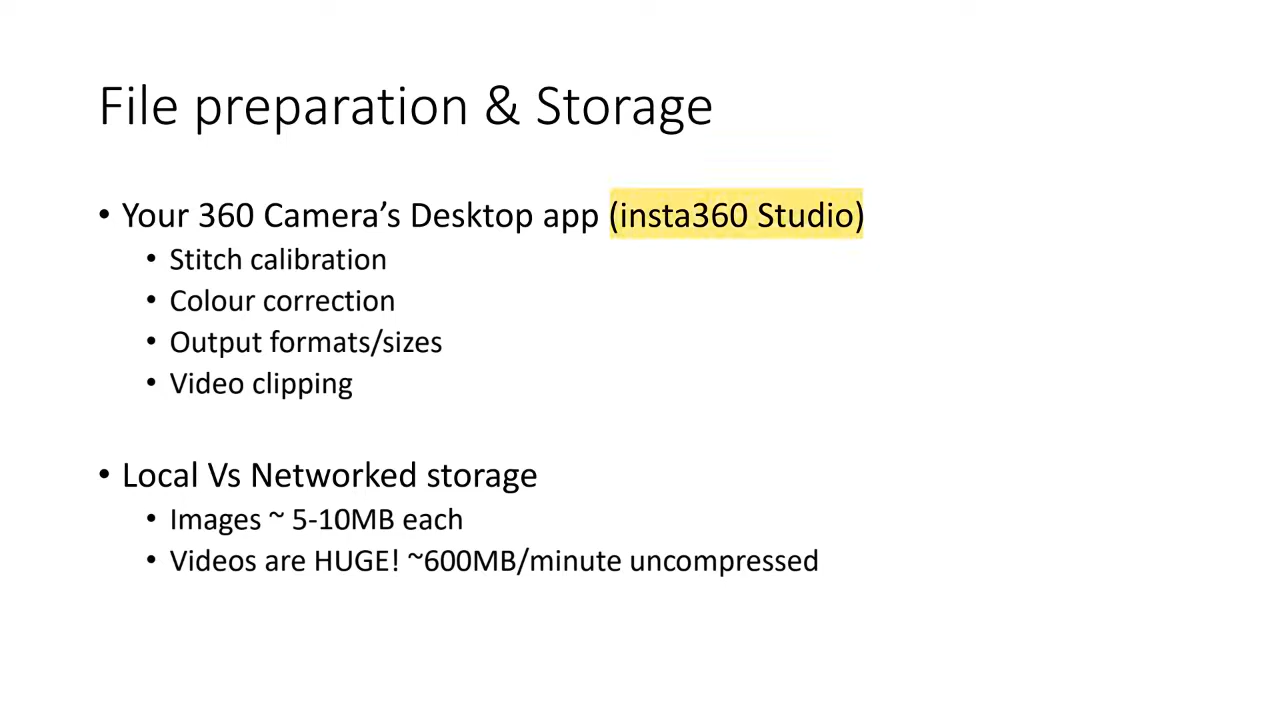 File preparation & Storage
• Your 360 Camera's Desktop app (insta360 Studio)
• Stitch calibration
• Colour correction
• Output formats/sizes
• Video clipping
• Local Vs Networked storage
• Images ~ 5-10MB each
• Videos are HUGE! ~600MB/minute uncompressed